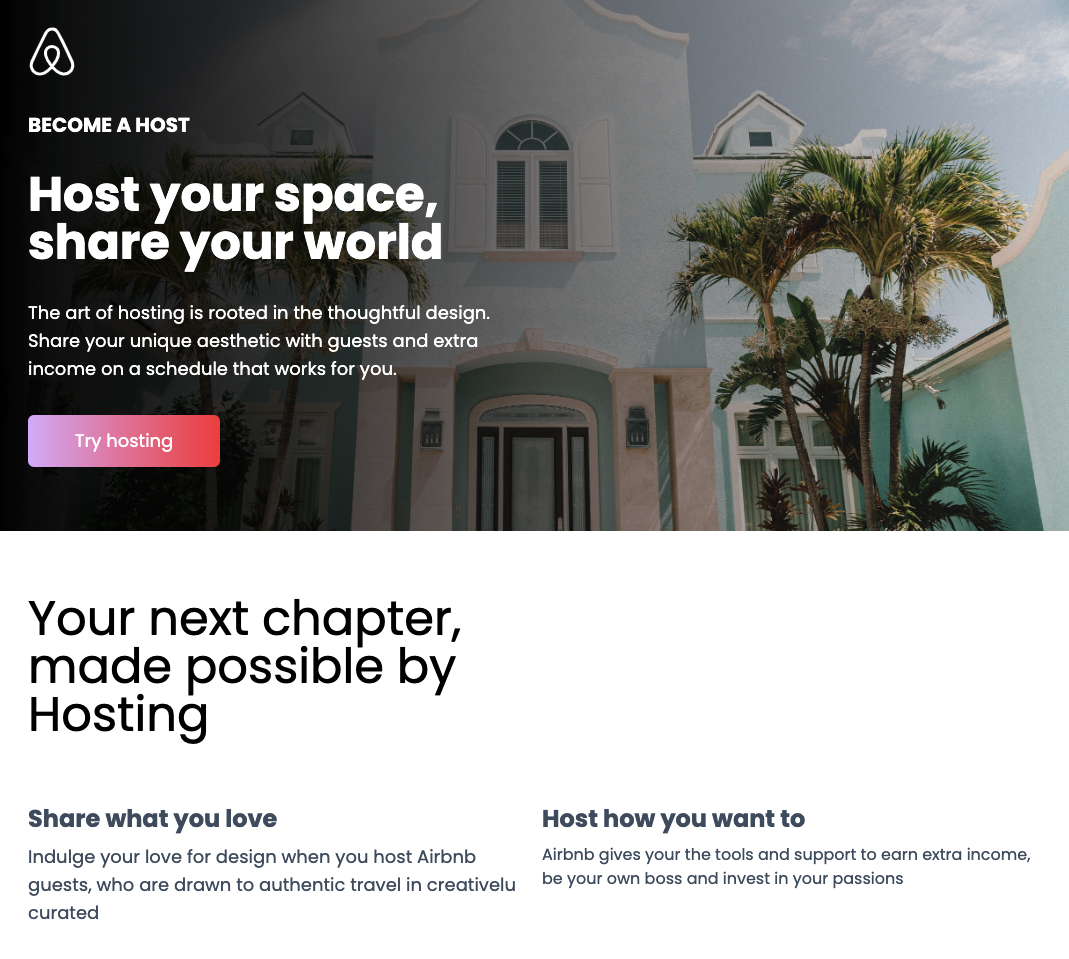 BECOME A HOST
Host your space,
share your world
The art of hosting is rooted in the thoughtful design.
Share your unique aesthetic with guests and extra
income on a schedule that works for you.
Try hosting
Your next chapter,
made possible by
Hosting
Share what you love
Indulge your love for design when you host Airbnb
guests, who are drawn to authentic travel in creativelu
curated
Host how you want to
Airbnb gives your the tools and support to earn extra income,
be your own boss and invest in your passions